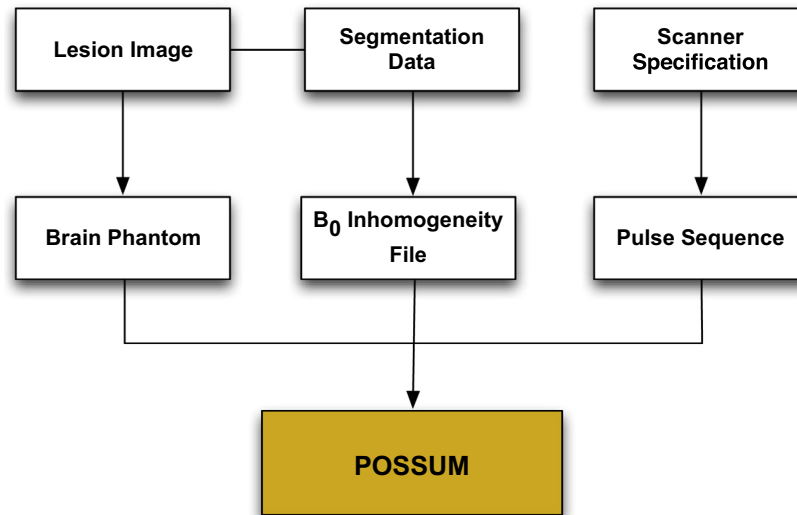 Lesion Image
Segmentation
Data
Scanner
Specification
Brain Phantom
B0 Inhomogeneity
File
Pulse Sequence
POSSUM